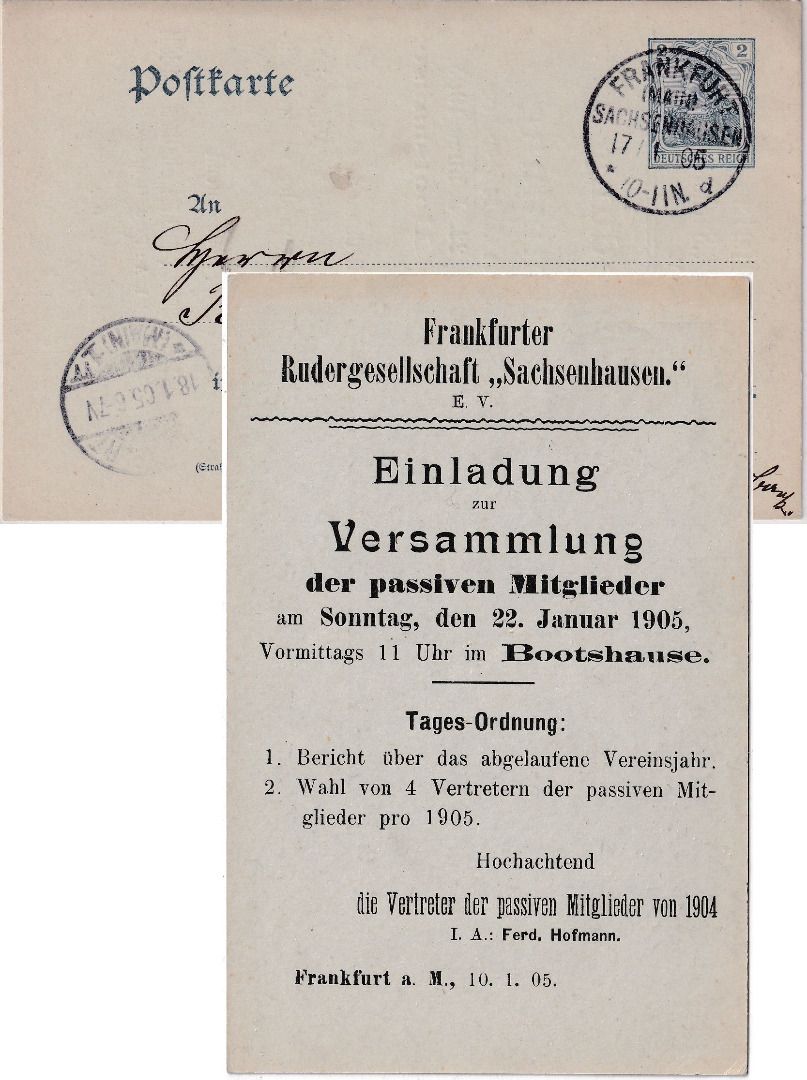 Postkarte
2
2
DEUTSCHES REICH
FRANKFURT
(MAIN)
SACHSENHAUSEN
17 1 05
* 10-11N. d
An
Herrn
18.1.05.6-7V
(Straß
Frankfurter
Rudergesellschaft „Sachsenhausen.“
E. V.
Einladung
zur
Versammlung
der passiven Mitglieder
am Sonntag, den 22. Januar 1905,
Vormittags 11 Uhr im Bootshause.
Tages-Ordnung:
1. Bericht über das abgelaufene Vereinsjahr.
2. Wahl von 4 Vertretern der passiven Mit-
glieder pro 1905.
Hochachtend
die Vertreter der passiven Mitglieder von 1904
I. A.: Ferd. Hofmann.
Frankfurt a. M., 10. 1. 05.